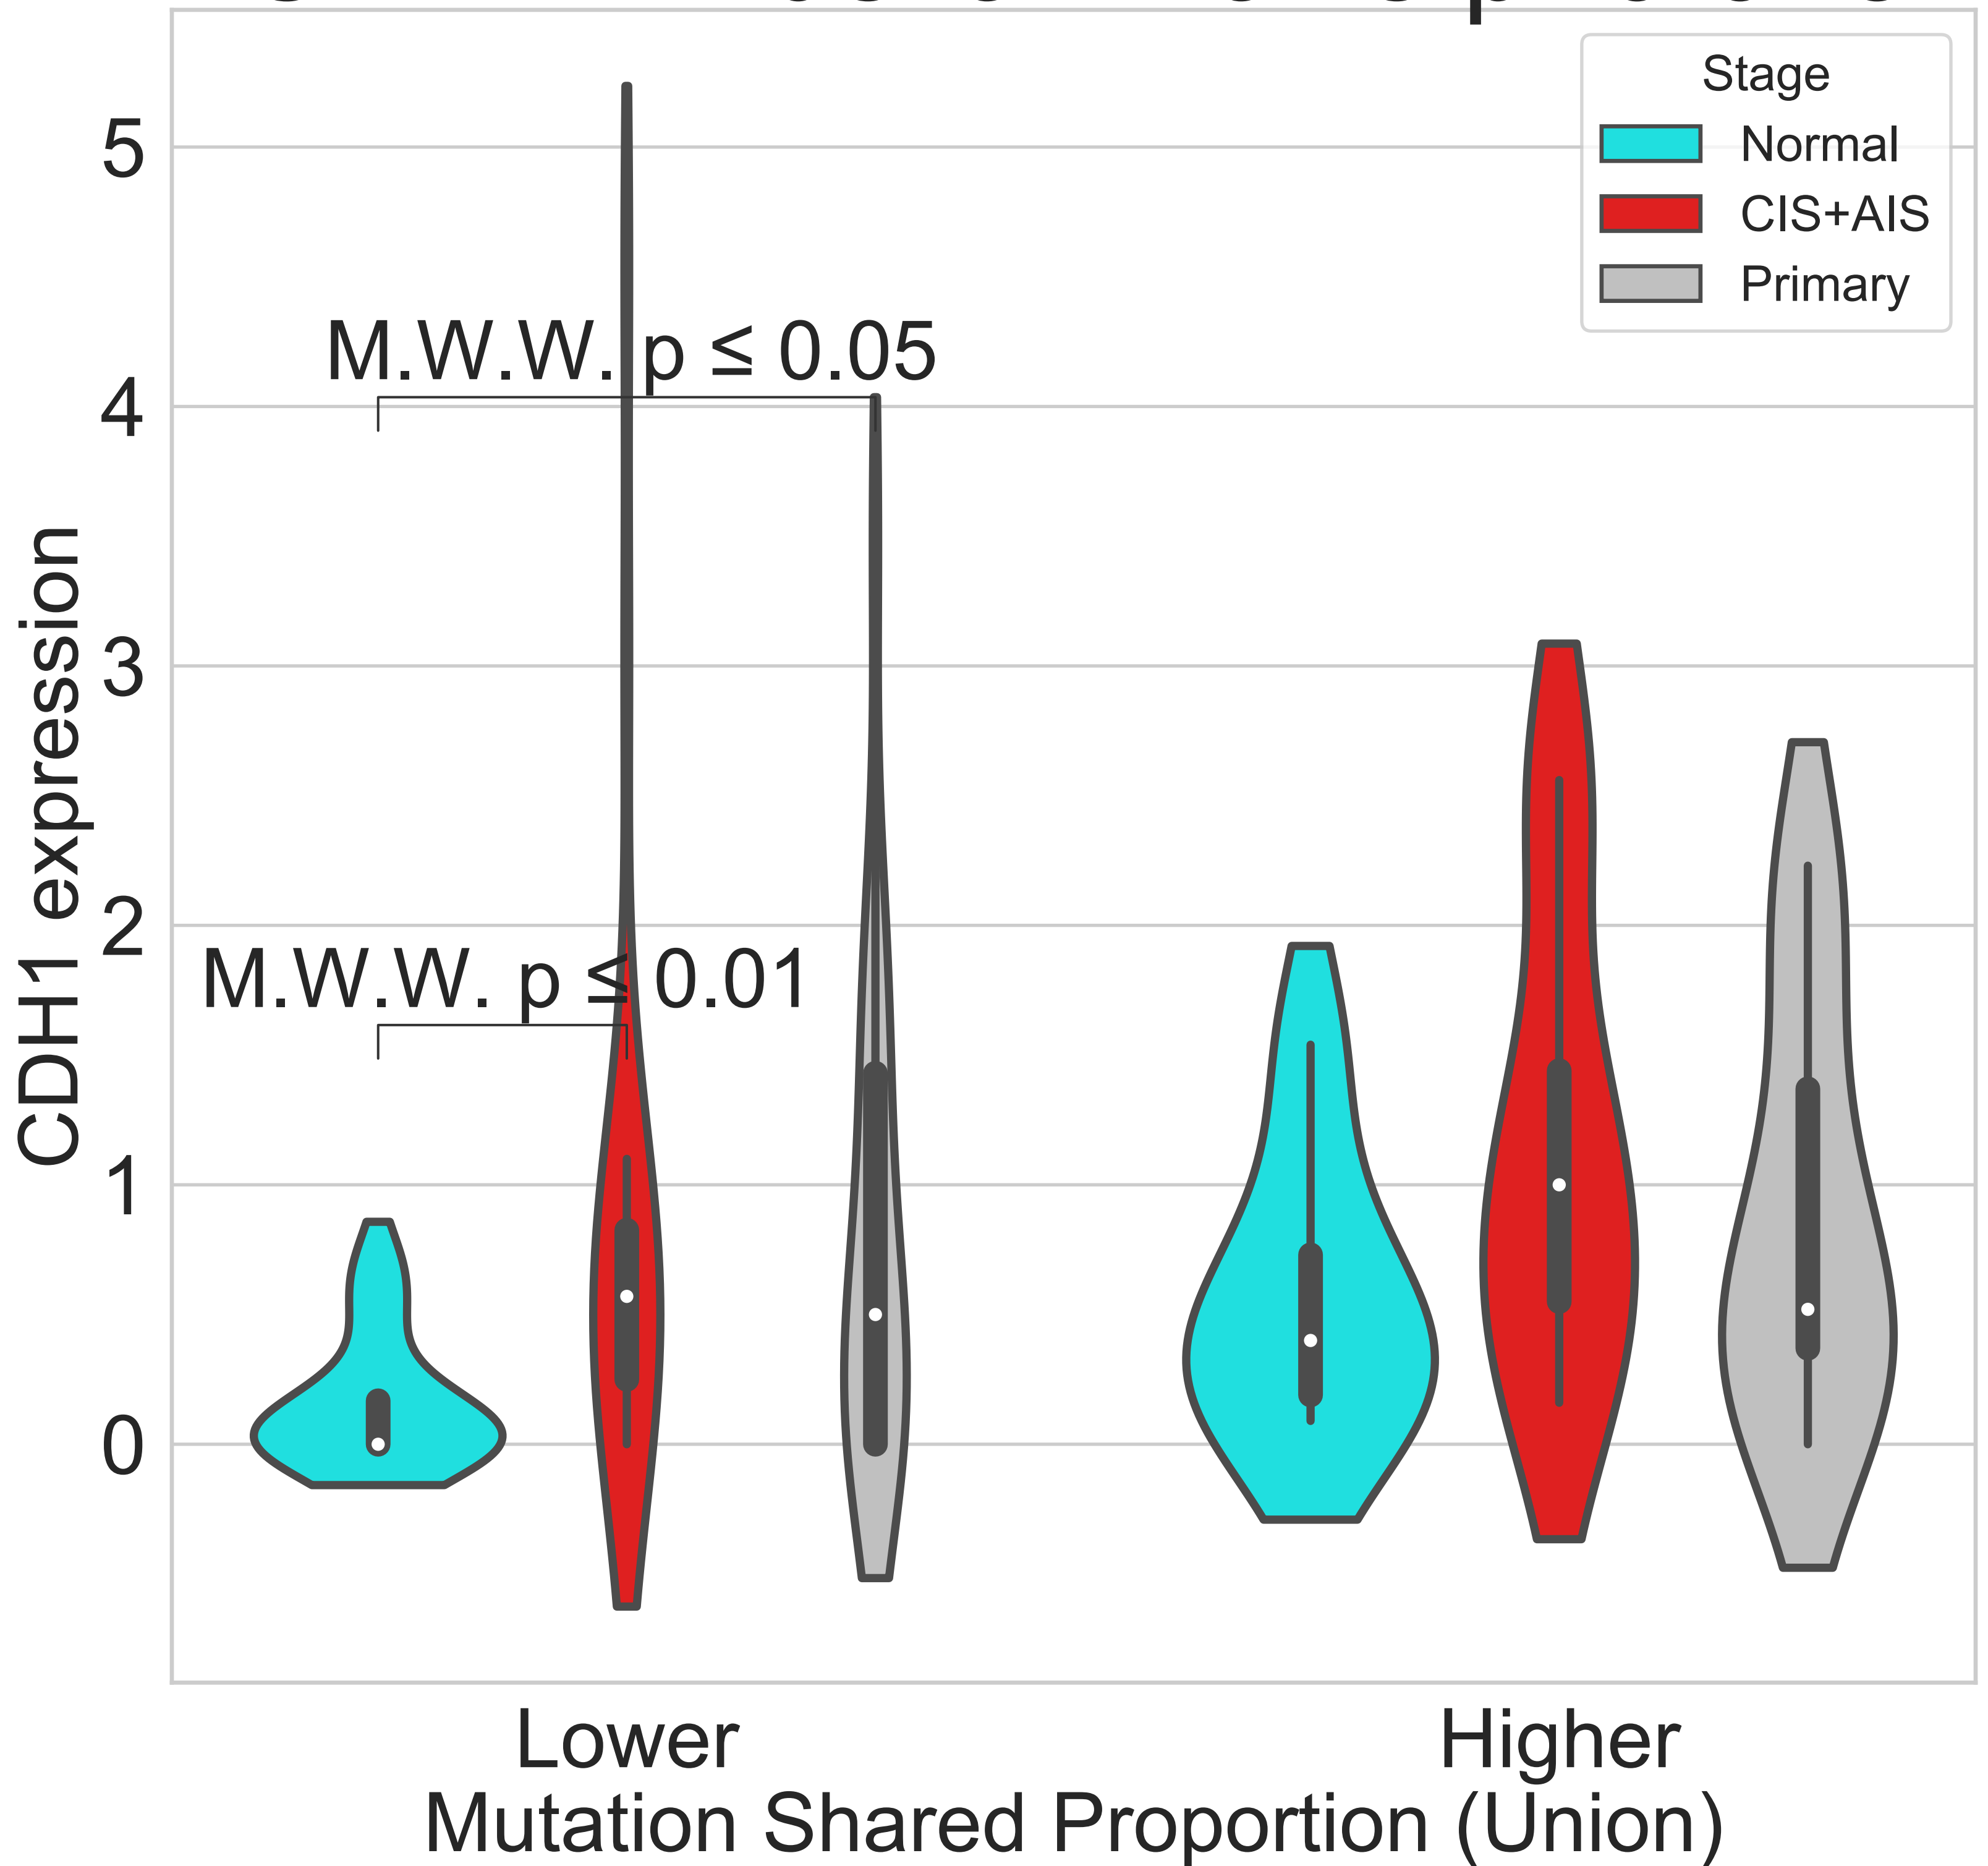 Stage
Normal
CIS+AIS
Primary
5
4
3
2
1
0
CDH1 expression
M.W.W. p ≤ 0.05
M.W.W. p ≤ 0.01
Lower
Higher
Mutation Shared Proportion (Union)